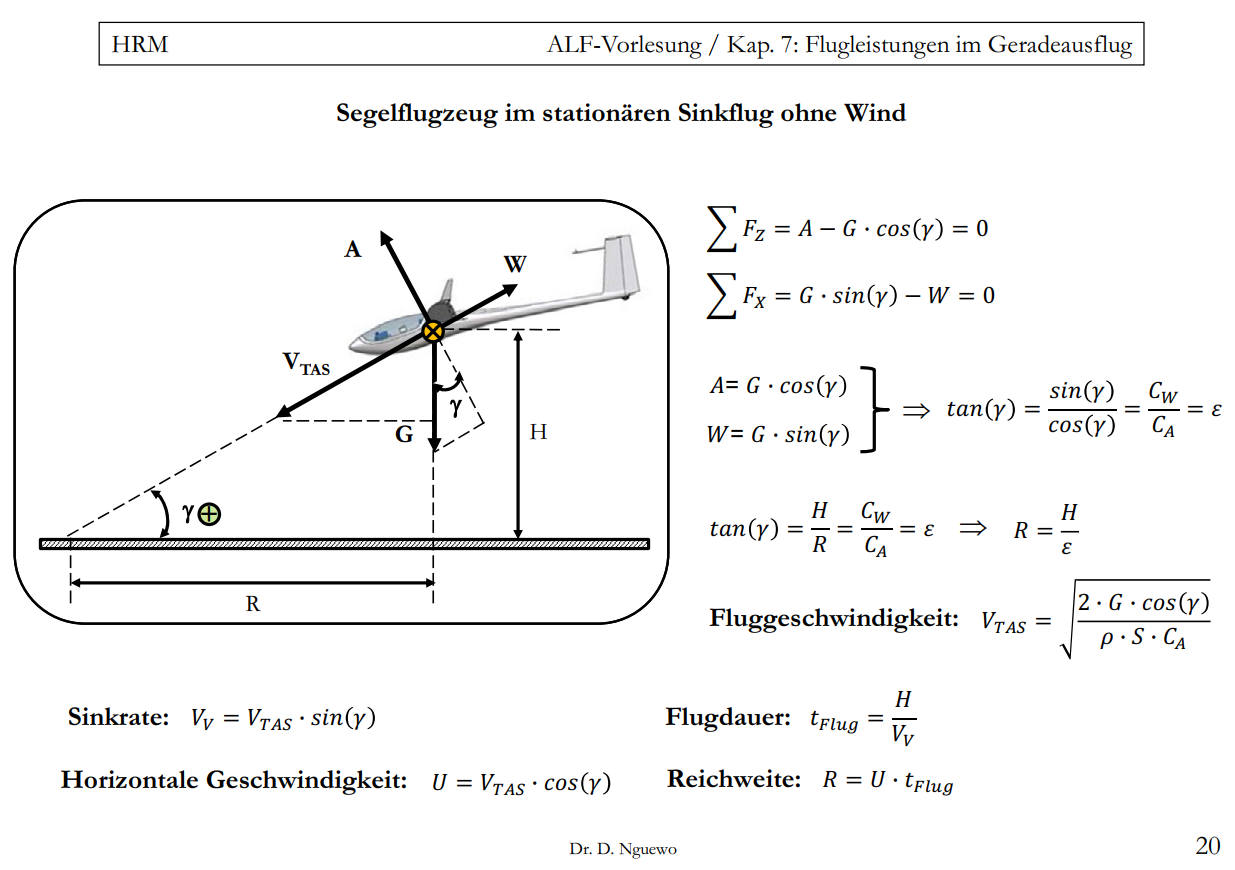 HRM ALF-Vorlesung / Kap. 7: Flugleistungen im Geradeausflug
Segelflugzeug im stationären Sinkflug ohne Wind
A
W
V_TAS
γ
G
H
γ ⊕
R
∑ F_Z = A − G · cos(γ) = 0
∑ F_X = G · sin(γ) − W = 0
A= G · cos(γ)
W= G · sin(γ)
⟹ tan(γ) = sin(γ)/cos(γ) = C_W/C_A = ε
tan(γ) = H/R = C_W/C_A = ε ⟹ R = H/ε
Fluggeschwindigkeit: V_TAS = √((2 · G · cos(γ))/(ρ · S · C_A))
Sinkrate: V_V = V_TAS · sin(γ)
Flugdauer: t_Flug = H/V_V
Horizontale Geschwindigkeit: U = V_TAS · cos(γ)
Reichweite: R = U · t_Flug
Dr. D. Nguewo
20